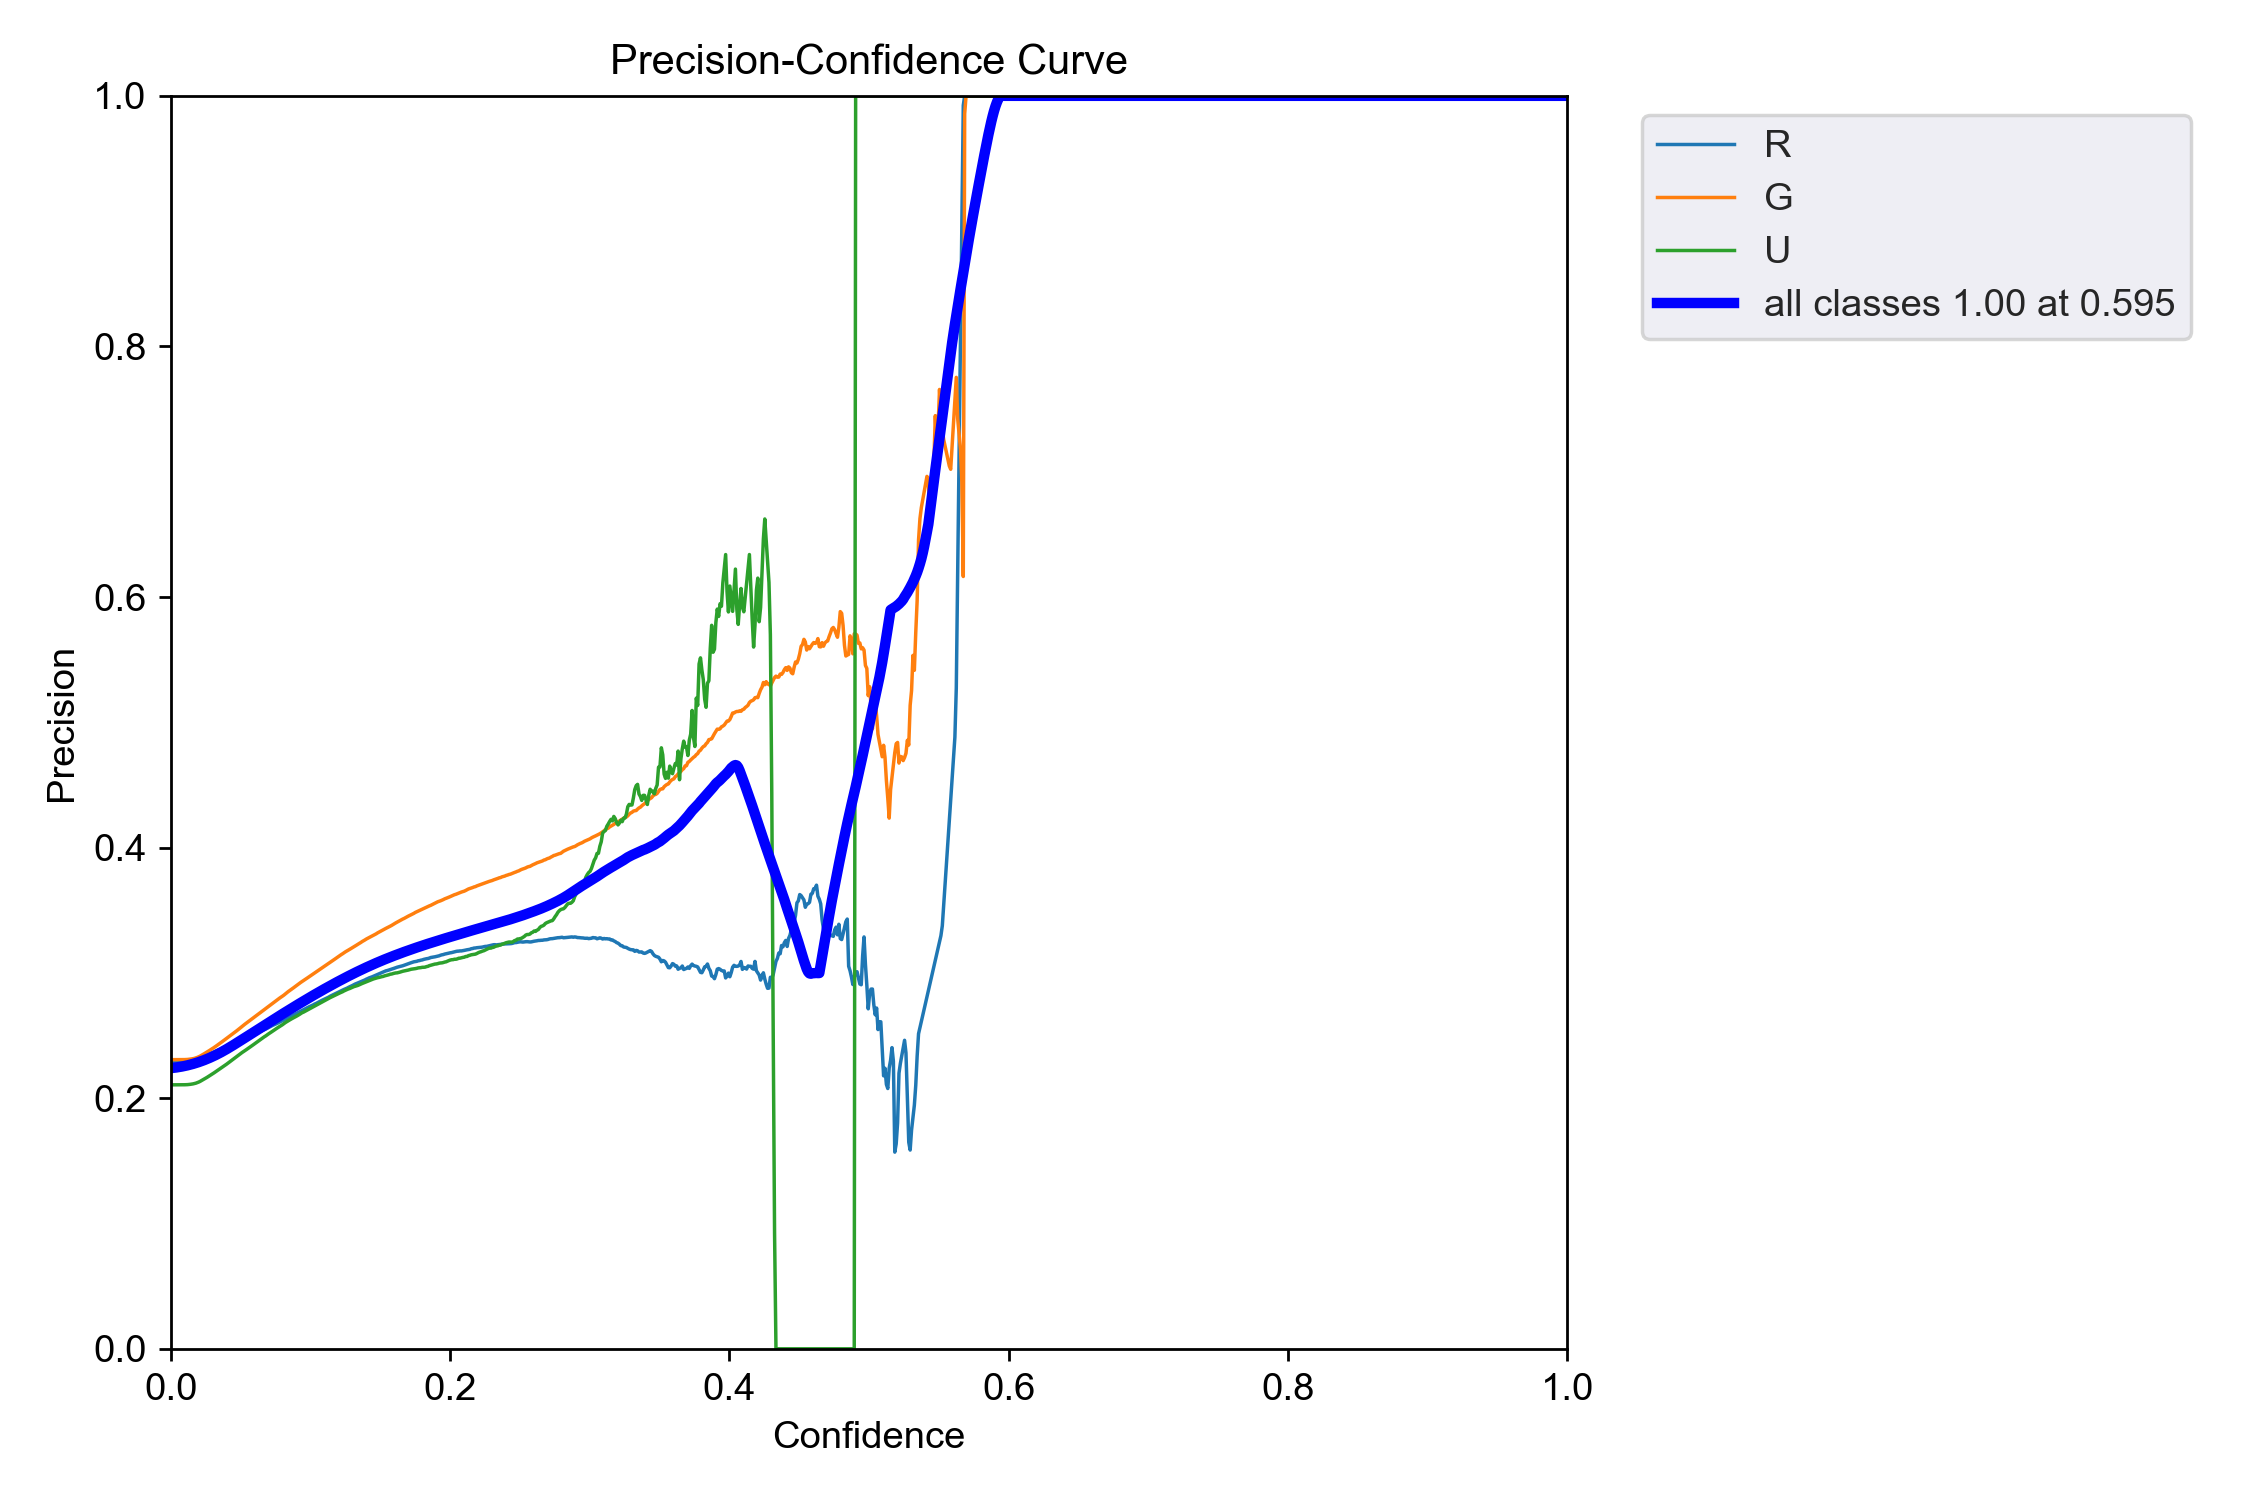 Precision-Confidence Curve
1.0
0.8
0.6
0.4
0.2
0.0
Precision
0.0 0.2 0.4 0.6 0.8 1.0
Confidence
R
G
U
all classes 1.00 at 0.595